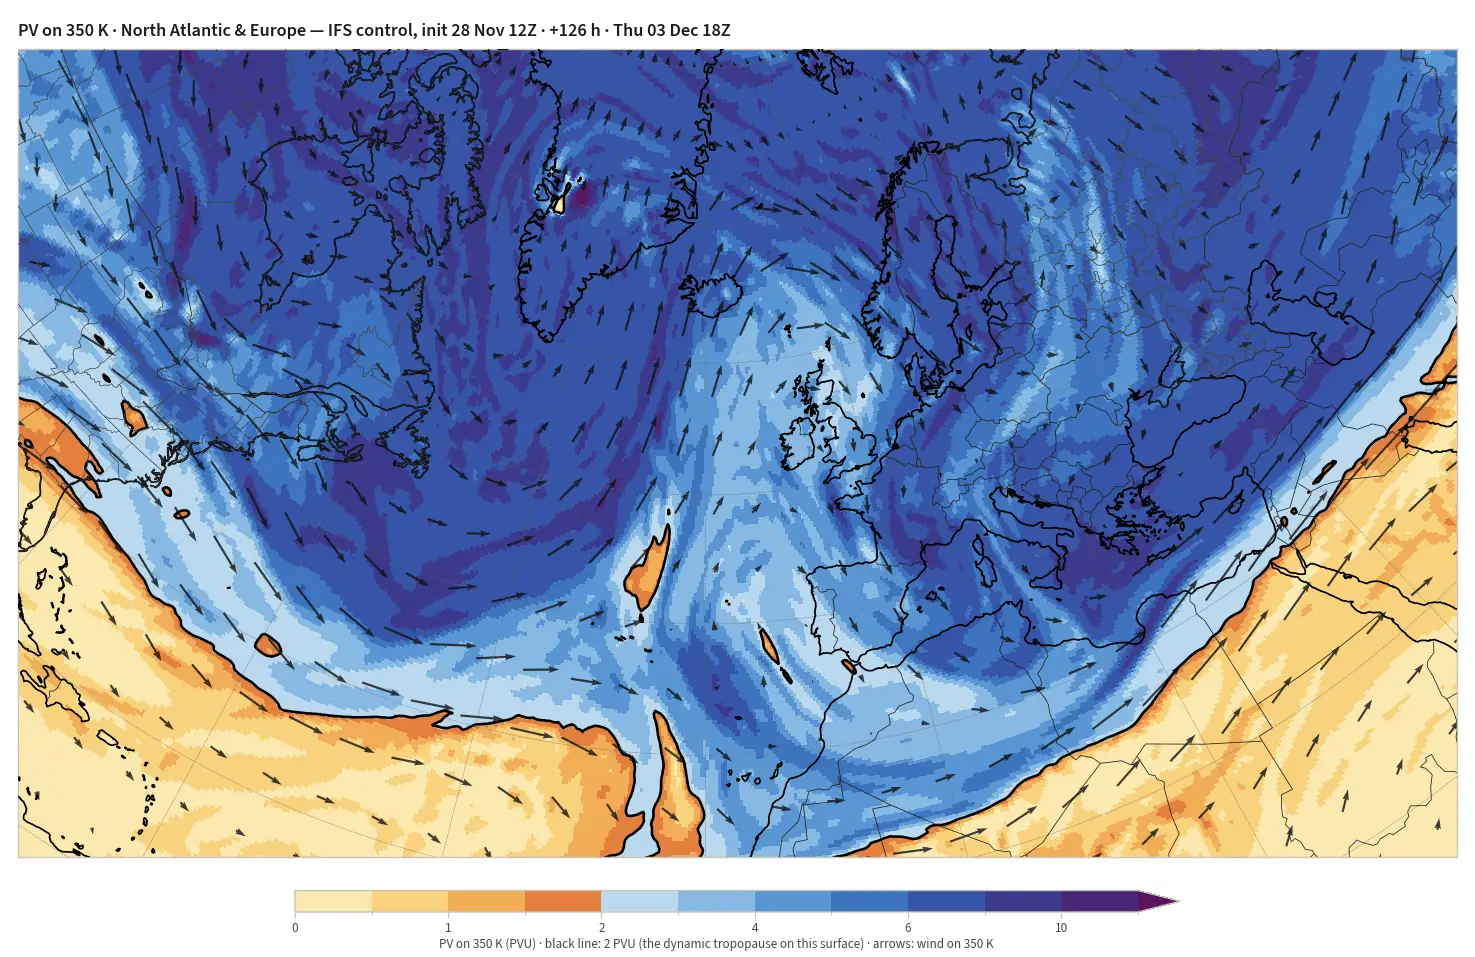 PV on 350 K · North Atlantic & Europe — IFS control, init 28 Nov 12Z · +126 h · Thu 03 Dec 18Z
0 1 2 4 6 10
PV on 350 K (PVU) · black line: 2 PVU (the dynamic tropopause on this surface) · arrows: wind on 350 K